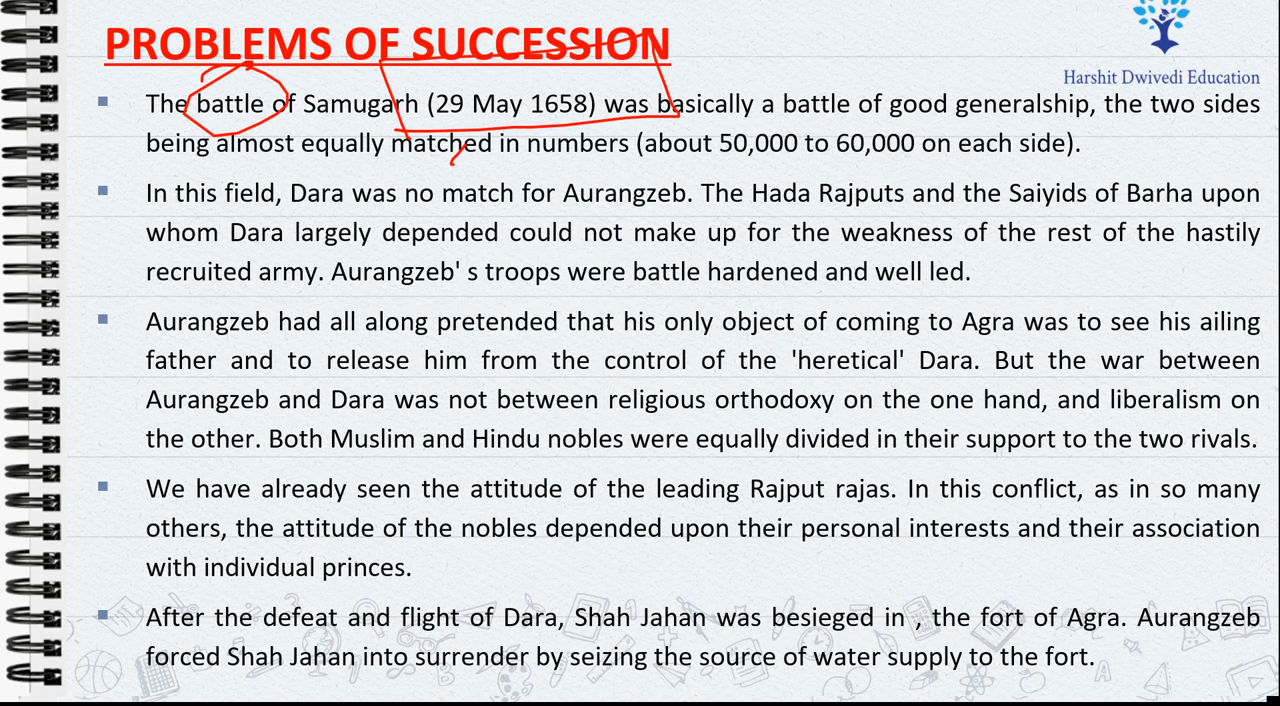 PROBLEMS OF SUCCESSION
Harshit Dwivedi Education
The battle of Samugarh (29 May 1658) was basically a battle of good generalship, the two sides
being almost equally matched in numbers (about 50,000 to 60,000 on each side).
In this field, Dara was no match for Aurangzeb. The Hada Rajputs and the Saiyids of Barha upon
whom Dara largely depended could not make up for the weakness of the rest of the hastily
recruited army. Aurangzeb' s troops were battle hardened and well led.
Aurangzeb had all along pretended that his only object of coming to Agra was to see his ailing
father and to release him from the control of the 'heretical' Dara. But the war between
Aurangzeb and Dara was not between religious orthodoxy on the one hand, and liberalism on
the other. Both Muslim and Hindu nobles were equally divided in their support to the two rivals.
We have already seen the attitude of the leading Rajput rajas. In this conflict, as in so many
others, the attitude of the nobles depended upon their personal interests and their association
with individual princes.
After the defeat and flight of Dara, Shah Jahan was besieged in , the fort of Agra. Aurangzeb
forced Shah Jahan into surrender by seizing the source of water supply to the fort.